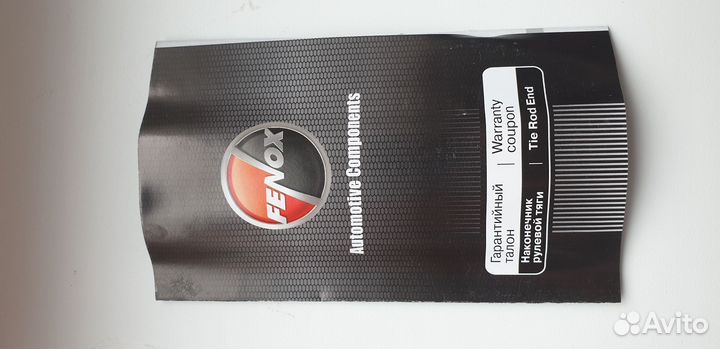 FENOX
Automotive Components
Гарантийный талон | Warranty coupon
Наконечник рулевой тяги | Tie Rod End
Avito